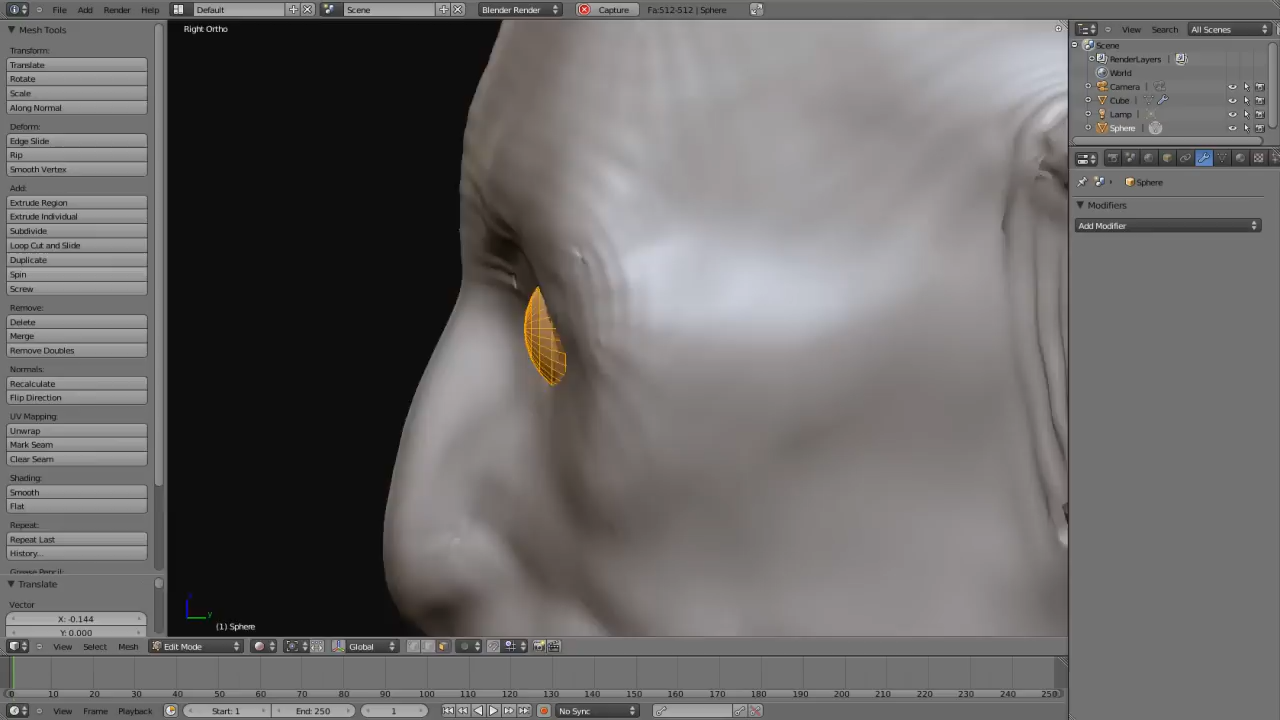 File Add Render Help Default Scene Blender Render Capture Fa:512-512 | Sphere
Mesh Tools
Transform:
Translate
Rotate
Scale
Along Normal
Deform:
Edge Slide
Rip
Smooth Vertex
Add:
Extrude Region
Extrude Individual
Subdivide
Loop Cut and Slide
Duplicate
Spin
Screw
Remove:
Delete
Merge
Remove Doubles
Normals:
Recalculate
Flip Direction
UV Mapping:
Unwrap
Mark Seam
Clear Seam
Shading:
Smooth
Flat
Repeat:
Repeat Last
History...
Grease Pencil:
Translate
Vector
X: -0.144
Y: 0.000
Right Ortho
(1) Sphere
View Search All Scenes
Scene
RenderLayers
World
Camera
Cube
Lamp
Sphere
Sphere
Modifiers
Add Modifier
View Select Mesh Edit Mode Global
0 10 20 30 40 50 60 70 80 90 100 110 120 130 140 150 160 170 180 190 200 210 220 230 240 250
View Frame Playback Start: 1 End: 250 1 No Sync